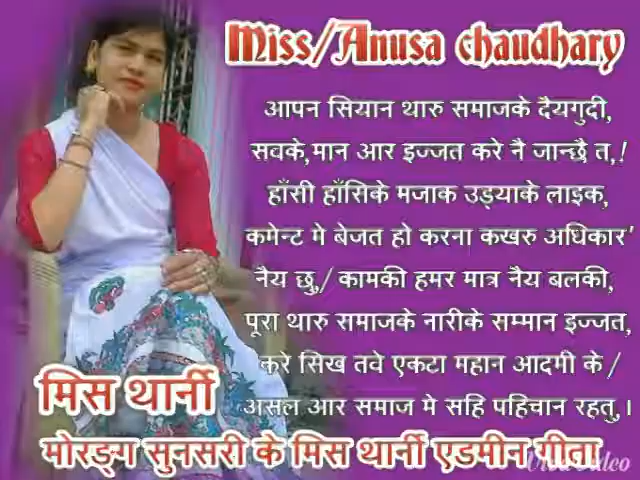 Miss/Anusa chaudhary
आपन सियान थारु समाजके दैयगुदी,
सवके,मान आर इज्जत करे नै जान्छै त,!
हाँसी हाँसिके मजाक उड्याके लाइक,
कमेन्ट मे बेजत हो करना कखरु अधिकार'
नैय छु,/ कामकी हमर मात्र नैय बलकी,
पूरा थारु समाजके नारीके सम्मान इज्जत,
करे सिख तवे एकटा महान आदमी के /
असल आर समाज मे सहि पहिचान रहतु,।
मिस थार्नी
मोरङ्ग सुनसरी के मिस थार्नी एडमीन गीता
Viva Video